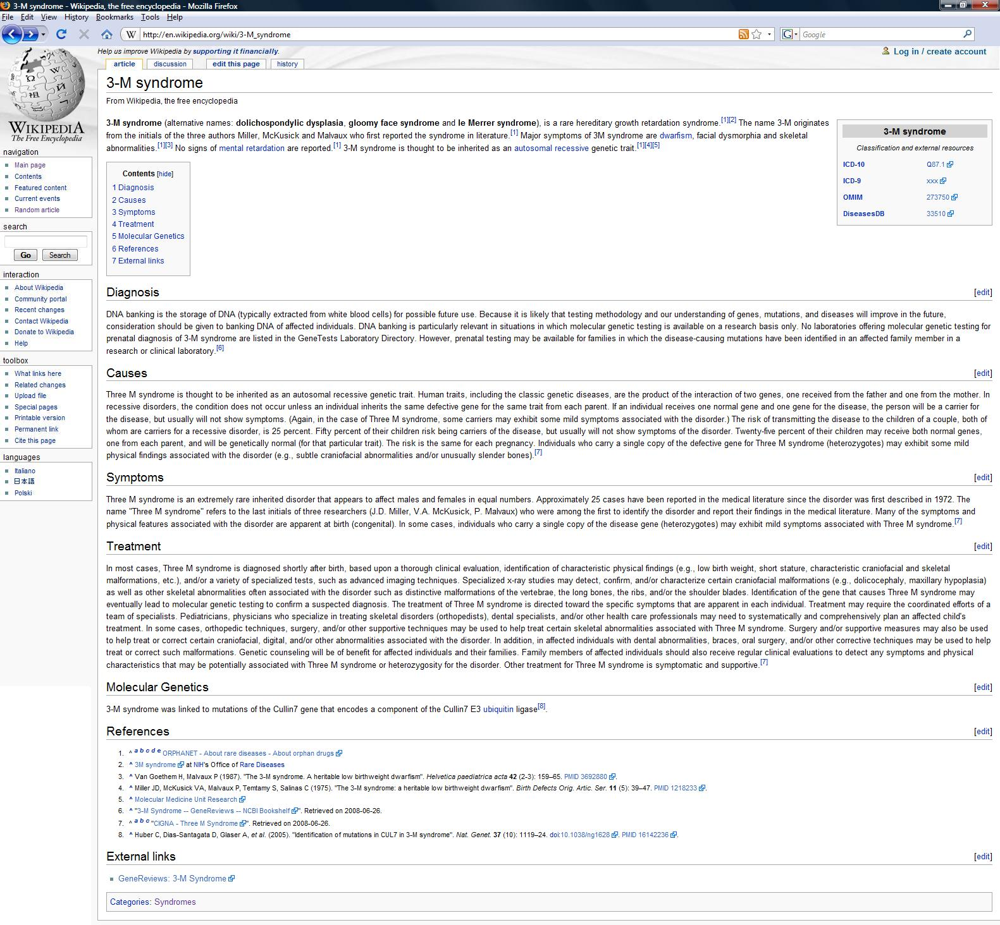 3-M syndrome - Wikipedia, the free encyclopedia - Mozilla Firefox
File Edit View History Bookmarks Tools Help
W http://en.wikipedia.org/wiki/3-M_syndrome G Google
Help us improve Wikipedia by supporting it financially.
Log in / create account
article discussion edit this page history
3-M syndrome
From Wikipedia, the free encyclopedia
3-M syndrome (alternative names: dolichospondylic dysplasia, gloomy face syndrome and le Merrer syndrome), is a rare hereditary growth retardation syndrome.[1][2] The name 3-M originates
from the initials of the three authors Miller, McKusick and Malvaux who first reported the syndrome in literature.[1] Major symptoms of 3M syndrome are dwarfism, facial dysmorphia and skeletal
abnormalities.[1][3] No signs of mental retardation are reported.[1] 3-M syndrome is thought to be inherited as an autosomal recessive genetic trait.[1][4][5]
3-M syndrome
Classification and external resources
ICD-10 Q87.1
ICD-9 xxx
OMIM 273750
DiseasesDB 33510
Contents [hide]
1 Diagnosis
2 Causes
3 Symptoms
4 Treatment
5 Molecular Genetics
6 References
7 External links
WIKIPEDIA
The Free Encyclopedia
navigation
Main page
Contents
Featured content
Current events
Random article
search
Go Search
interaction
About Wikipedia
Community portal
Recent changes
Contact Wikipedia
Donate to Wikipedia
Help
toolbox
What links here
Related changes
Upload file
Special pages
Printable version
Permanent link
Cite this page
languages
Italiano
日本語
Polski
Diagnosis [edit]
DNA banking is the storage of DNA (typically extracted from white blood cells) for possible future use. Because it is likely that testing methodology and our understanding of genes, mutations, and diseases will improve in the future,
consideration should be given to banking DNA of affected individuals. DNA banking is particularly relevant in situations in which molecular genetic testing is available on a research basis only. No laboratories offering molecular genetic testing for
prenatal diagnosis of 3-M syndrome are listed in the GeneTests Laboratory Directory. However, prenatal testing may be available for families in which the disease-causing mutations have been identified in an affected family member in a
research or clinical laboratory.[6]
Causes [edit]
Three M syndrome is thought to be inherited as an autosomal recessive genetic trait. Human traits, including the classic genetic diseases, are the product of the interaction of two genes, one received from the father and one from the mother. In
recessive disorders, the condition does not occur unless an individual inherits the same defective gene for the same trait from each parent. If an individual receives one normal gene and one gene for the disease, the person will be a carrier for
the disease, but usually will not show symptoms. (Again, in the case of Three M syndrome, some carriers may exhibit some mild symptoms associated with the disorder.) The risk of transmitting the disease to the children of a couple, both of
whom are carriers for a recessive disorder, is 25 percent. Fifty percent of their children risk being carriers of the disease, but usually will not show symptoms of the disorder. Twenty-five percent of their children may receive both normal genes,
one from each parent, and will be genetically normal (for that particular trait). The risk is the same for each pregnancy. Individuals who carry a single copy of the defective gene for Three M syndrome (heterozygotes) may exhibit some mild
physical findings associated with the disorder (e.g., subtle craniofacial abnormalities and/or unusually slender bones).[7]
Symptoms [edit]
Three M syndrome is an extremely rare inherited disorder that appears to affect males and females in equal numbers. Approximately 25 cases have been reported in the medical literature since the disorder was first described in 1972. The
name "Three M syndrome" refers to the last initials of three researchers (J.D. Miller, V.A. McKusick, P. Malvaux) who were among the first to identify the disorder and report their findings in the medical literature. Many of the symptoms and
physical features associated with the disorder are apparent at birth (congenital). In some cases, individuals who carry a single copy of the disease gene (heterozygotes) may exhibit mild symptoms associated with Three M syndrome.[7]
Treatment [edit]
In most cases, Three M syndrome is diagnosed shortly after birth, based upon a thorough clinical evaluation, identification of characteristic physical findings (e.g., low birth weight, short stature, characteristic craniofacial and skeletal
malformations, etc.), and/or a variety of specialized tests, such as advanced imaging techniques. Specialized x-ray studies may detect, confirm, and/or characterize certain craniofacial malformations (e.g., dolicocephaly, maxillary hypoplasia)
as well as other skeletal abnormalities often associated with the disorder such as distinctive malformations of the vertebrae, the long bones, the ribs, and/or the shoulder blades. Identification of the gene that causes Three M syndrome may
eventually lead to molecular genetic testing to confirm a suspected diagnosis. The treatment of Three M syndrome is directed toward the specific symptoms that are apparent in each individual. Treatment may require the coordinated efforts of a
team of specialists. Pediatricians, physicians who specialize in treating skeletal disorders (orthopedists), dental specialists, and/or other health care professionals may need to systematically and comprehensively plan an affected child's
treatment. In some cases, orthopedic techniques, surgery, and/or other supportive techniques may be used to help treat certain skeletal abnormalities associated with Three M syndrome. Surgery and/or supportive measures may also be used
to help treat or correct certain craniofacial, digital, and/or other abnormalities associated with the disorder. In addition, in affected individuals with dental abnormalities, braces, oral surgery, and/or other corrective techniques may be used to help
treat or correct such malformations. Genetic counseling will be of benefit for affected individuals and their families. Family members of affected individuals should also receive regular clinical evaluations to detect any symptoms and physical
characteristics that may be potentially associated with Three M syndrome or heterozygosity for the disorder. Other treatment for Three M syndrome is symptomatic and supportive.[7]
Molecular Genetics [edit]
3-M syndrome was linked to mutations of the Cullin7 gene that encodes a component of the Cullin7 E3 ubiquitin ligase[8].
References [edit]
1. ^ a b c d e ORPHANET - About rare diseases - About orphan drugs
2. ^ 3M syndrome at NIH's Office of Rare Diseases
3. ^ Van Goethem H, Malvaux P (1987). "The 3-M syndrome. A heritable low birthweight dwarfism". Helvetica paediatrica acta 42 (2-3): 159–65. PMID 3692880.
4. ^ Miller JD, McKusick VA, Malvaux P, Temtamy S, Salinas C (1975). "The 3-M syndrome: a heritable low birthweight dwarfism". Birth Defects Orig. Artic. Ser. 11 (5): 39–47. PMID 1218233.
5. ^ Molecular Medicine Unit Research
6. ^ "3-M Syndrome -- GeneReviews -- NCBI Bookshelf". Retrieved on 2008-06-26.
7. ^ a b c "CIGNA - Three M Syndrome". Retrieved on 2008-06-26.
8. ^ Huber C, Dias-Santagata D, Glaser A, et al. (2005). "Identification of mutations in CUL7 in 3-M syndrome". Nat. Genet. 37 (10): 1119–24. doi:10.1038/ng1628. PMID 16142236.
External links [edit]
GeneReviews: 3-M Syndrome
Categories: Syndromes